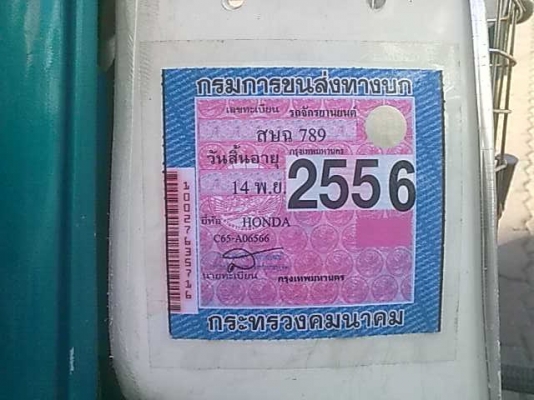 กรมการขนส่งทางบก
เลขทะเบียน รถจักรยานยนต์
สษฉ 789
กรุงเทพมหานคร
วันสิ้นอายุ
14 พ.ย. 2556
ยี่ห้อ HONDA
C65-A06566
นายทะเบียน กรุงเทพมหานคร
กระทรวงคมนาคม
1002763571 6